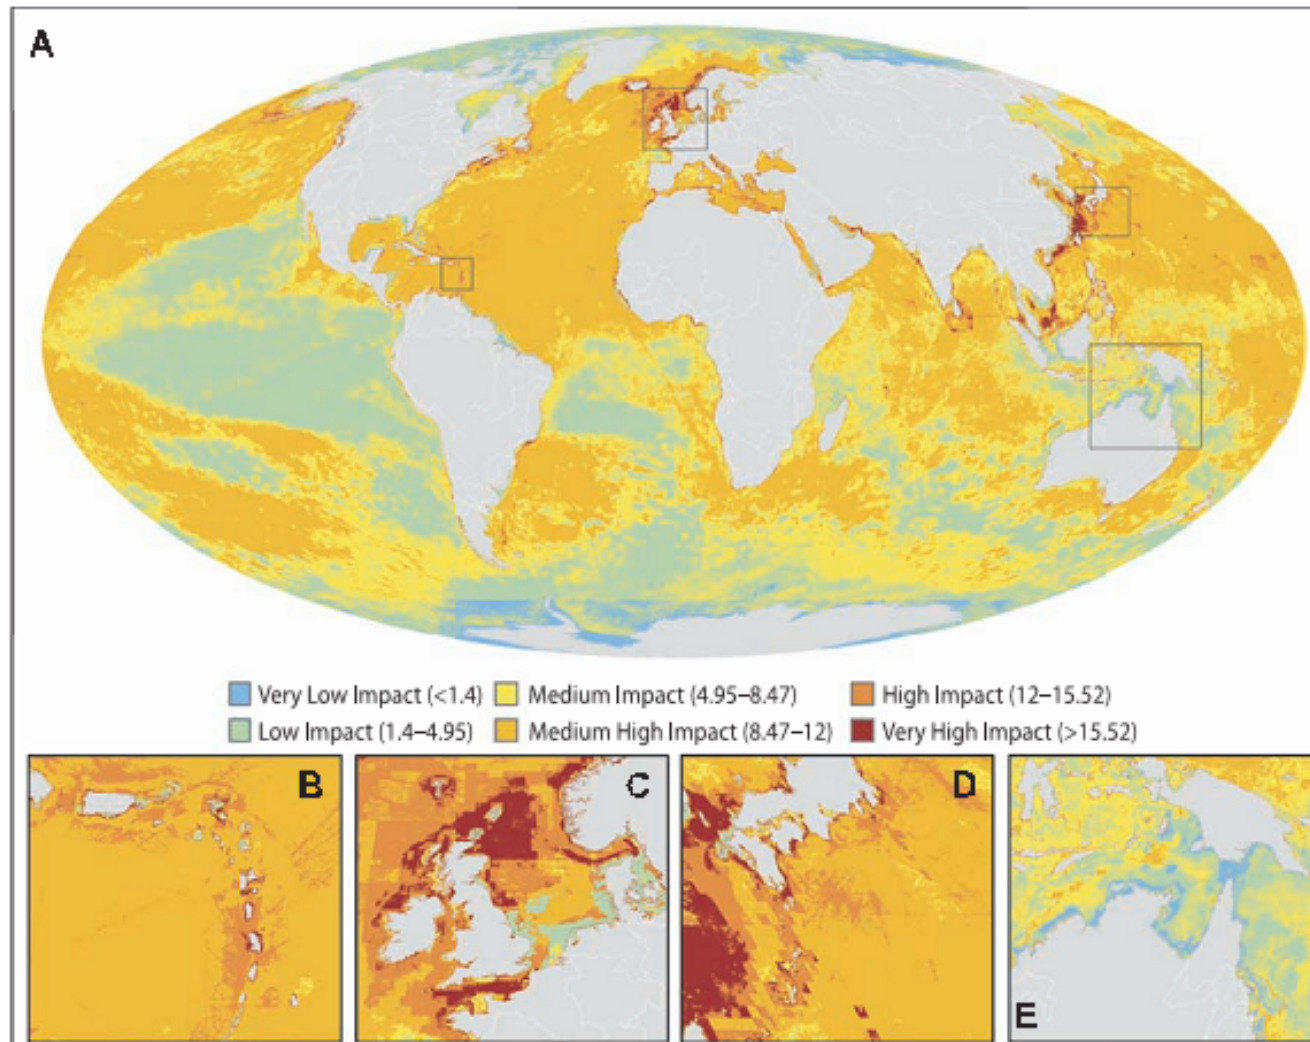 A
Very Low Impact (<1.4) Medium Impact (4.95–8.47) High Impact (12–15.52)
Low Impact (1.4–4.95) Medium High Impact (8.47–12) Very High Impact (>15.52)
B C D
E